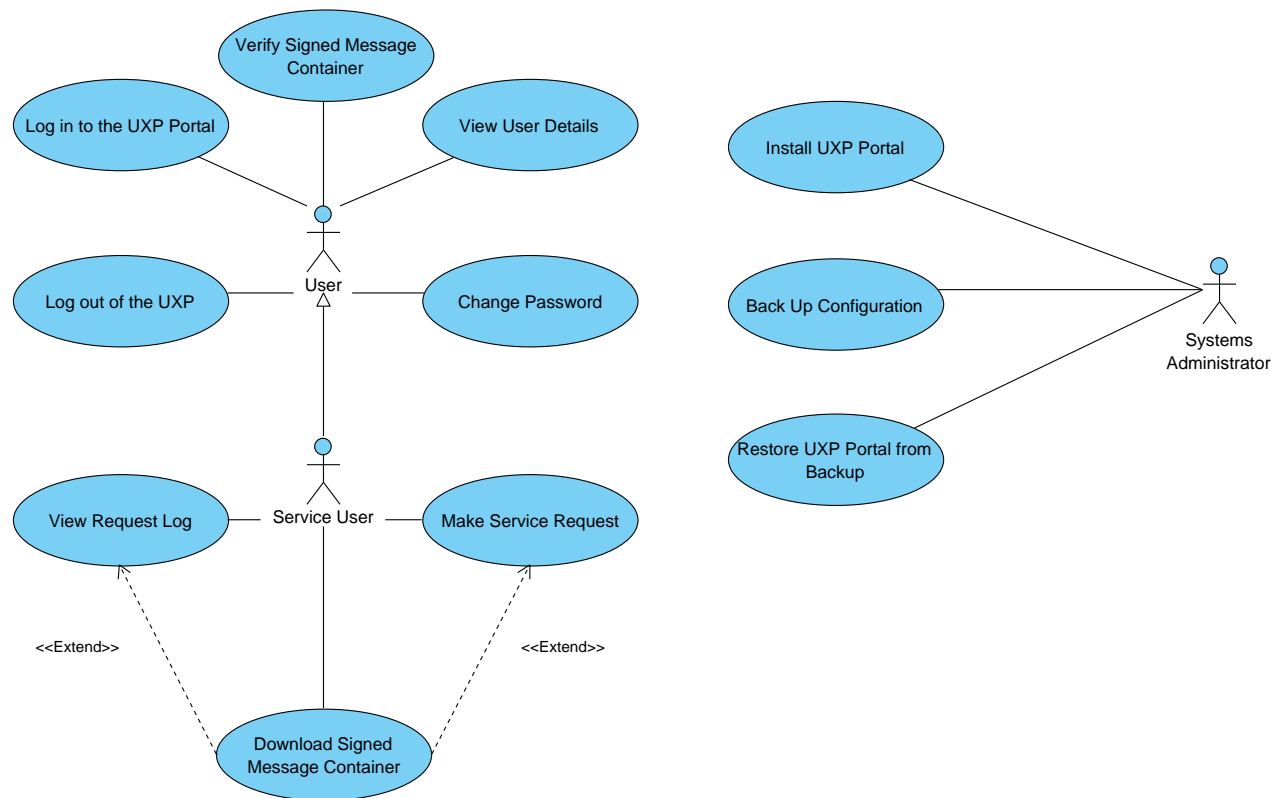 Verify Signed Message
Container
Log in to the UXP Portal
View User Details
Install UXP Portal
User
Log out of the UXP
Change Password
Back Up Configuration
Systems
Administrator
Restore UXP Portal from
Backup
View Request Log
Service User
Make Service Request
<<Extend>>
<<Extend>>
Download Signed
Message Container